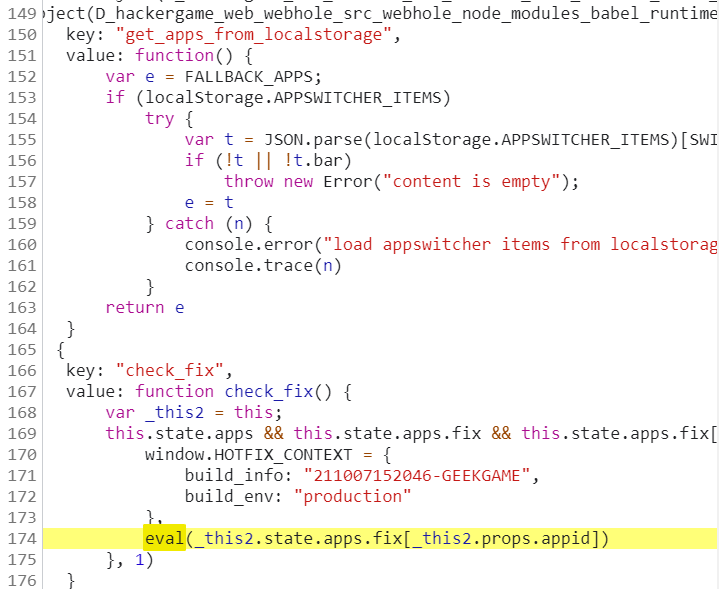 149 bject(D_hackergame_web_webhole_src_webhole_node_modules_babel_runtime
150 key: "get_apps_from_localstorage",
151 value: function() {
152 var e = FALLBACK_APPS;
153 if (localStorage.APPSWITCHER_ITEMS)
154 try {
155 var t = JSON.parse(localStorage.APPSWITCHER_ITEMS)[SWI
156 if (!t || !t.bar)
157 throw new Error("content is empty");
158 e = t
159 } catch (n) {
160 console.error("load appswitcher items from localstorag
161 console.trace(n)
162 }
163 return e
164 }
165 {
166 key: "check_fix",
167 value: function check_fix() {
168 var _this2 = this;
169 this.state.apps && this.state.apps.fix && this.state.apps.fix[
170 window.HOTFIX_CONTEXT = {
171 build_info: "211007152046-GEEKGAME",
172 build_env: "production"
173 },
174 eval(_this2.state.apps.fix[_this2.props.appid])
175 }, 1)
176 }